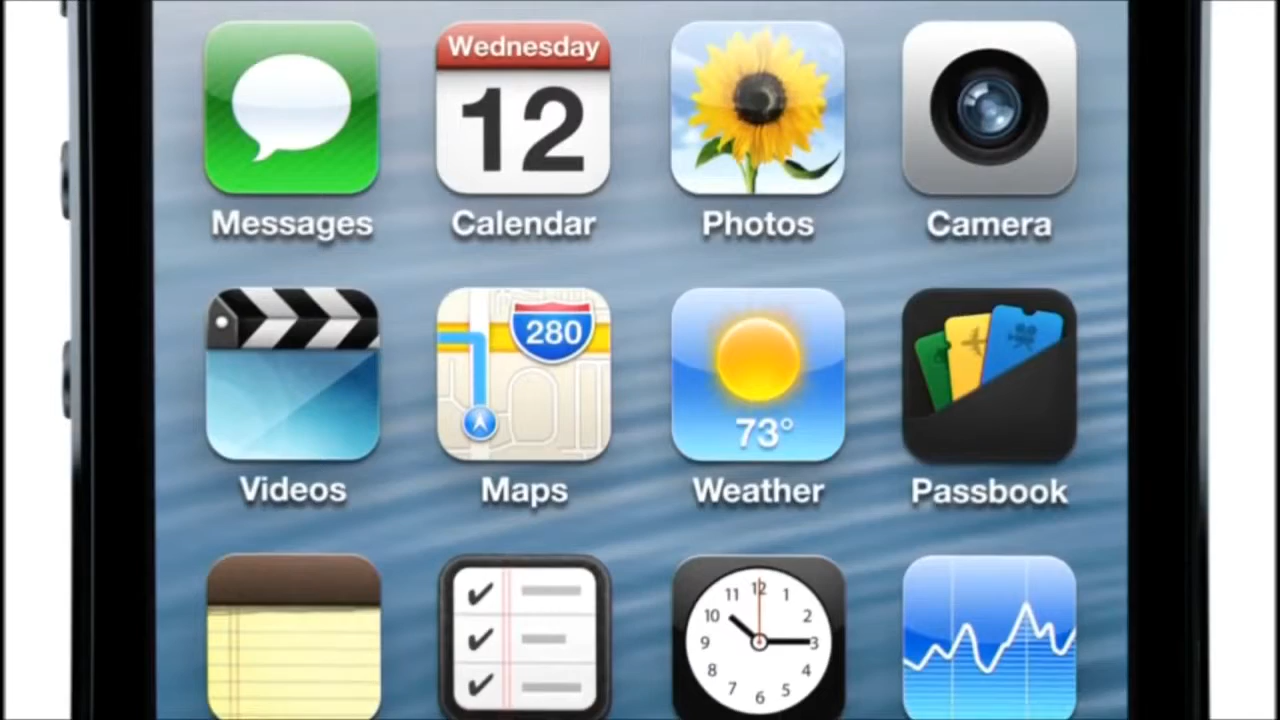 Wednesday
12
Messages
Calendar
Photos
Camera
280
73°
Videos
Maps
Weather
Passbook
11 12 1
10 2
9 3
8 4
7 6 5